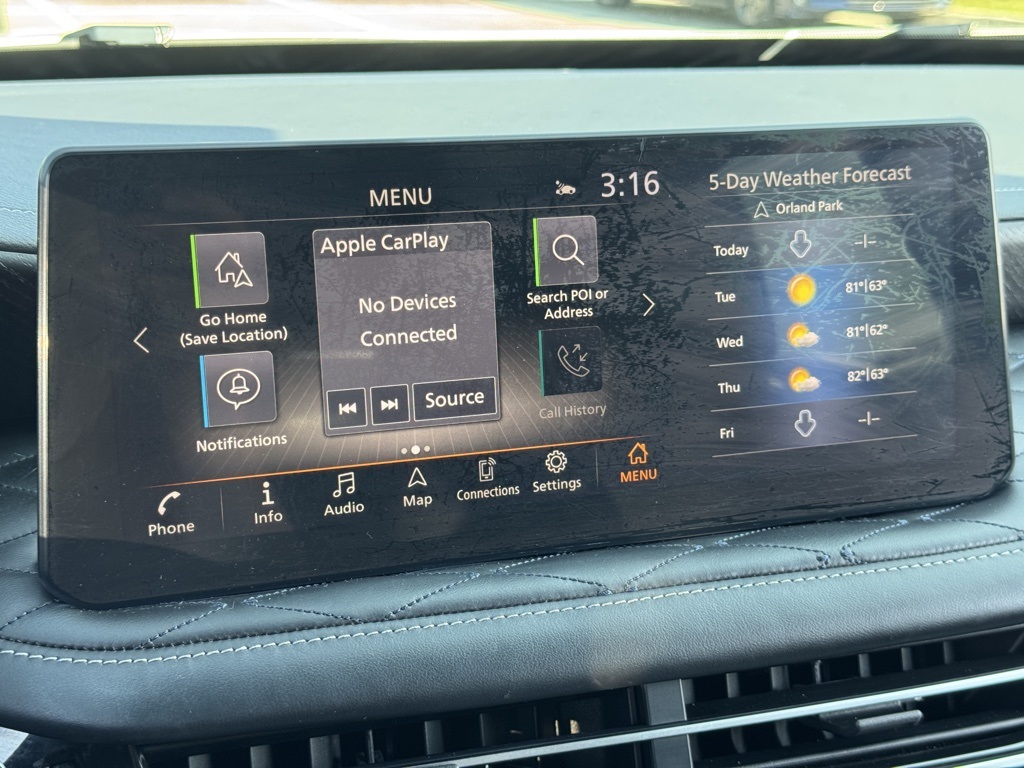 MENU
3:16
Go Home
(Save Location)
Notifications
Apple CarPlay
No Devices
Connected
Source
Search POI or
Address
Call History
5-Day Weather Forecast
Orland Park
Today --|--
Tue 81°|63°
Wed 81°|62°
Thu 82°|63°
Fri --|--
Phone
Info
Audio
Map
Connections
Settings
MENU